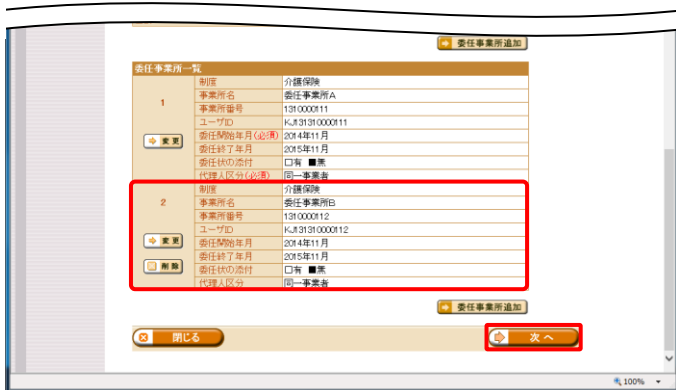 委任事業所追加
委任事業所一覧
1
変更
制度 介護保険
事業所名 委任事業所A
事業所番号 1310000111
ユーザID KJ131310000111
委任開始年月(必須) 2014年11月
委任終了年月 2015年11月
委任状の添付 □有 ■無
代理人区分(必須) 同一事業者
2
変更
削除
制度 介護保険
事業所名 委任事業所B
事業所番号 1310000112
ユーザID KJ131310000112
委任開始年月 2014年11月
委任終了年月 2015年11月
委任状の添付 □有 ■無
代理人区分 同一事業者
委任事業所追加
閉じる
次へ
100%